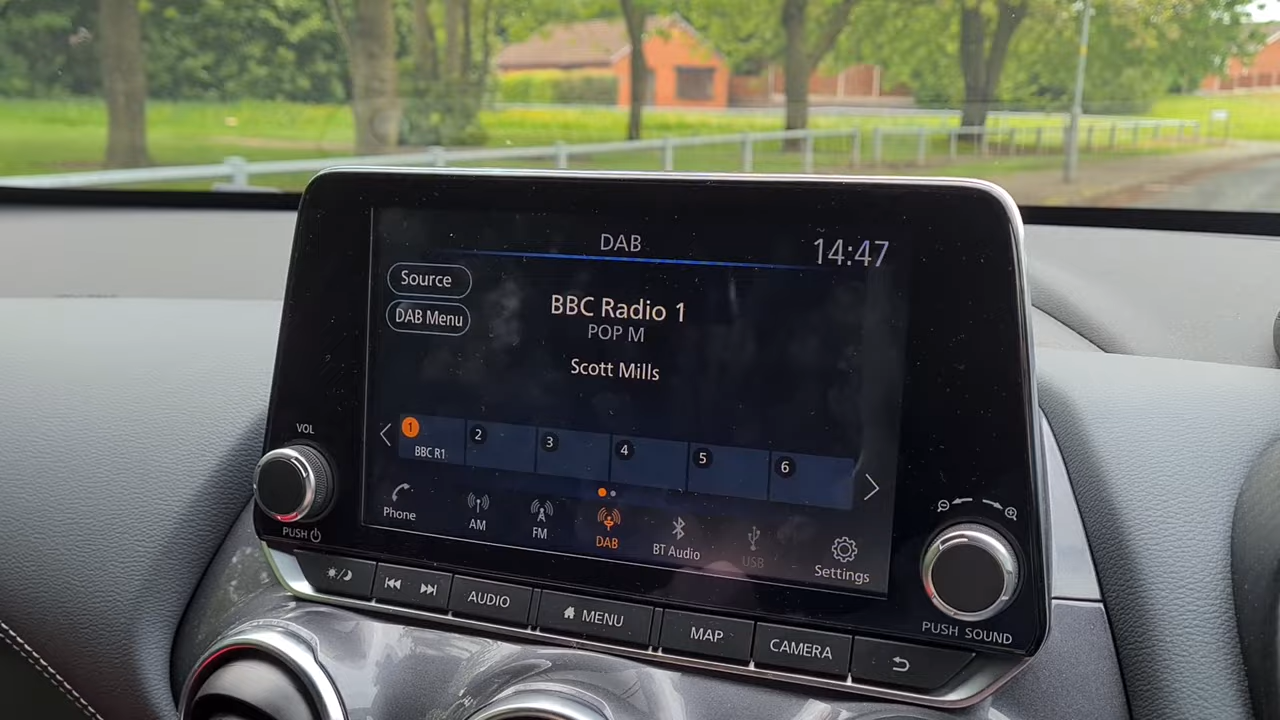 DAB
14:47
Source
DAB Menu
BBC Radio 1
POP M
Scott Mills
1
BBC R1
2
3
4
5
6
Phone
AM
FM
DAB
BT Audio
USB
Settings
VOL
PUSH
PUSH SOUND
AUDIO
MENU
MAP
CAMERA